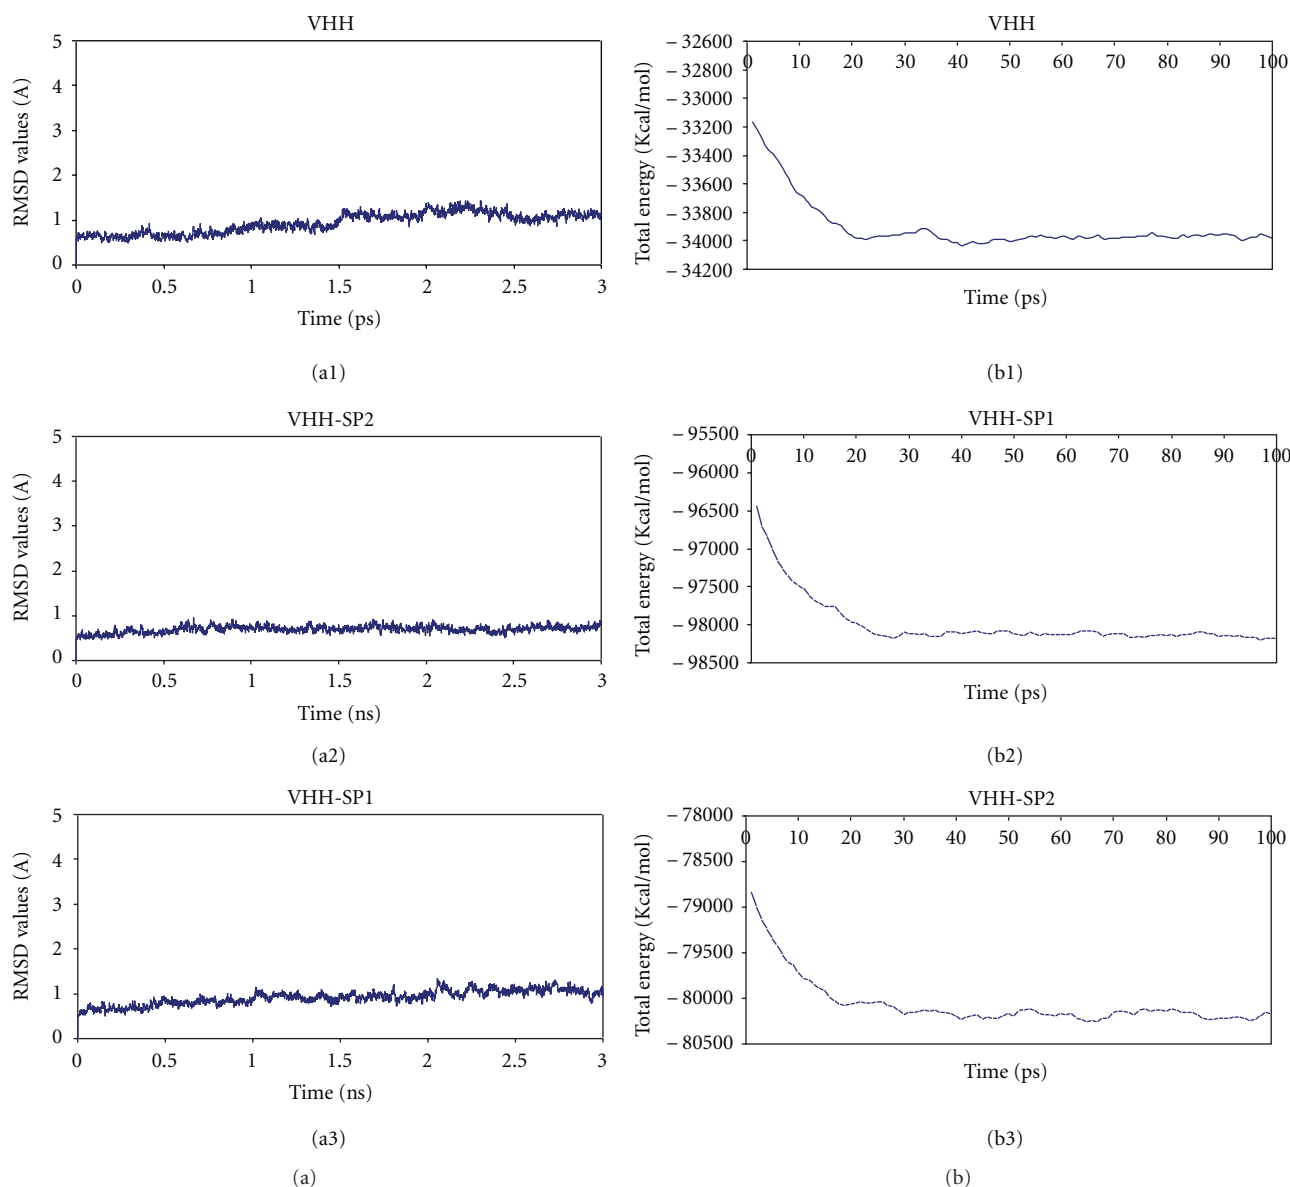 VHH
5
4
3
2
1
0
RMSD values (A)
0 0.5 1 1.5 2 2.5 3
Time (ps)
(a1)
VHH
− 32600
− 32800
− 33000
− 33200
− 33400
− 33600
− 33800
− 34000
− 34200
Total energy (Kcal/mol)
0 10 20 30 40 50 60 70 80 90 100
Time (ps)
(b1)
VHH-SP2
5
4
3
2
1
0
RMSD values (A)
0 0.5 1 1.5 2 2.5 3
Time (ns)
(a2)
VHH-SP1
− 95500
− 96000
− 96500
− 97000
− 97500
− 98000
− 98500
Total energy (Kcal/mol)
0 10 20 30 40 50 60 70 80 90 100
Time (ps)
(b2)
VHH-SP1
5
4
3
2
1
0
RMSD values (A)
0 0.5 1 1.5 2 2.5 3
Time (ns)
(a3)
(a)
VHH-SP2
− 78000
− 78500
− 79000
− 79500
− 80000
− 80500
Total energy (Kcal/mol)
0 10 20 30 40 50 60 70 80 90 100
Time (ps)
(b3)
(b)